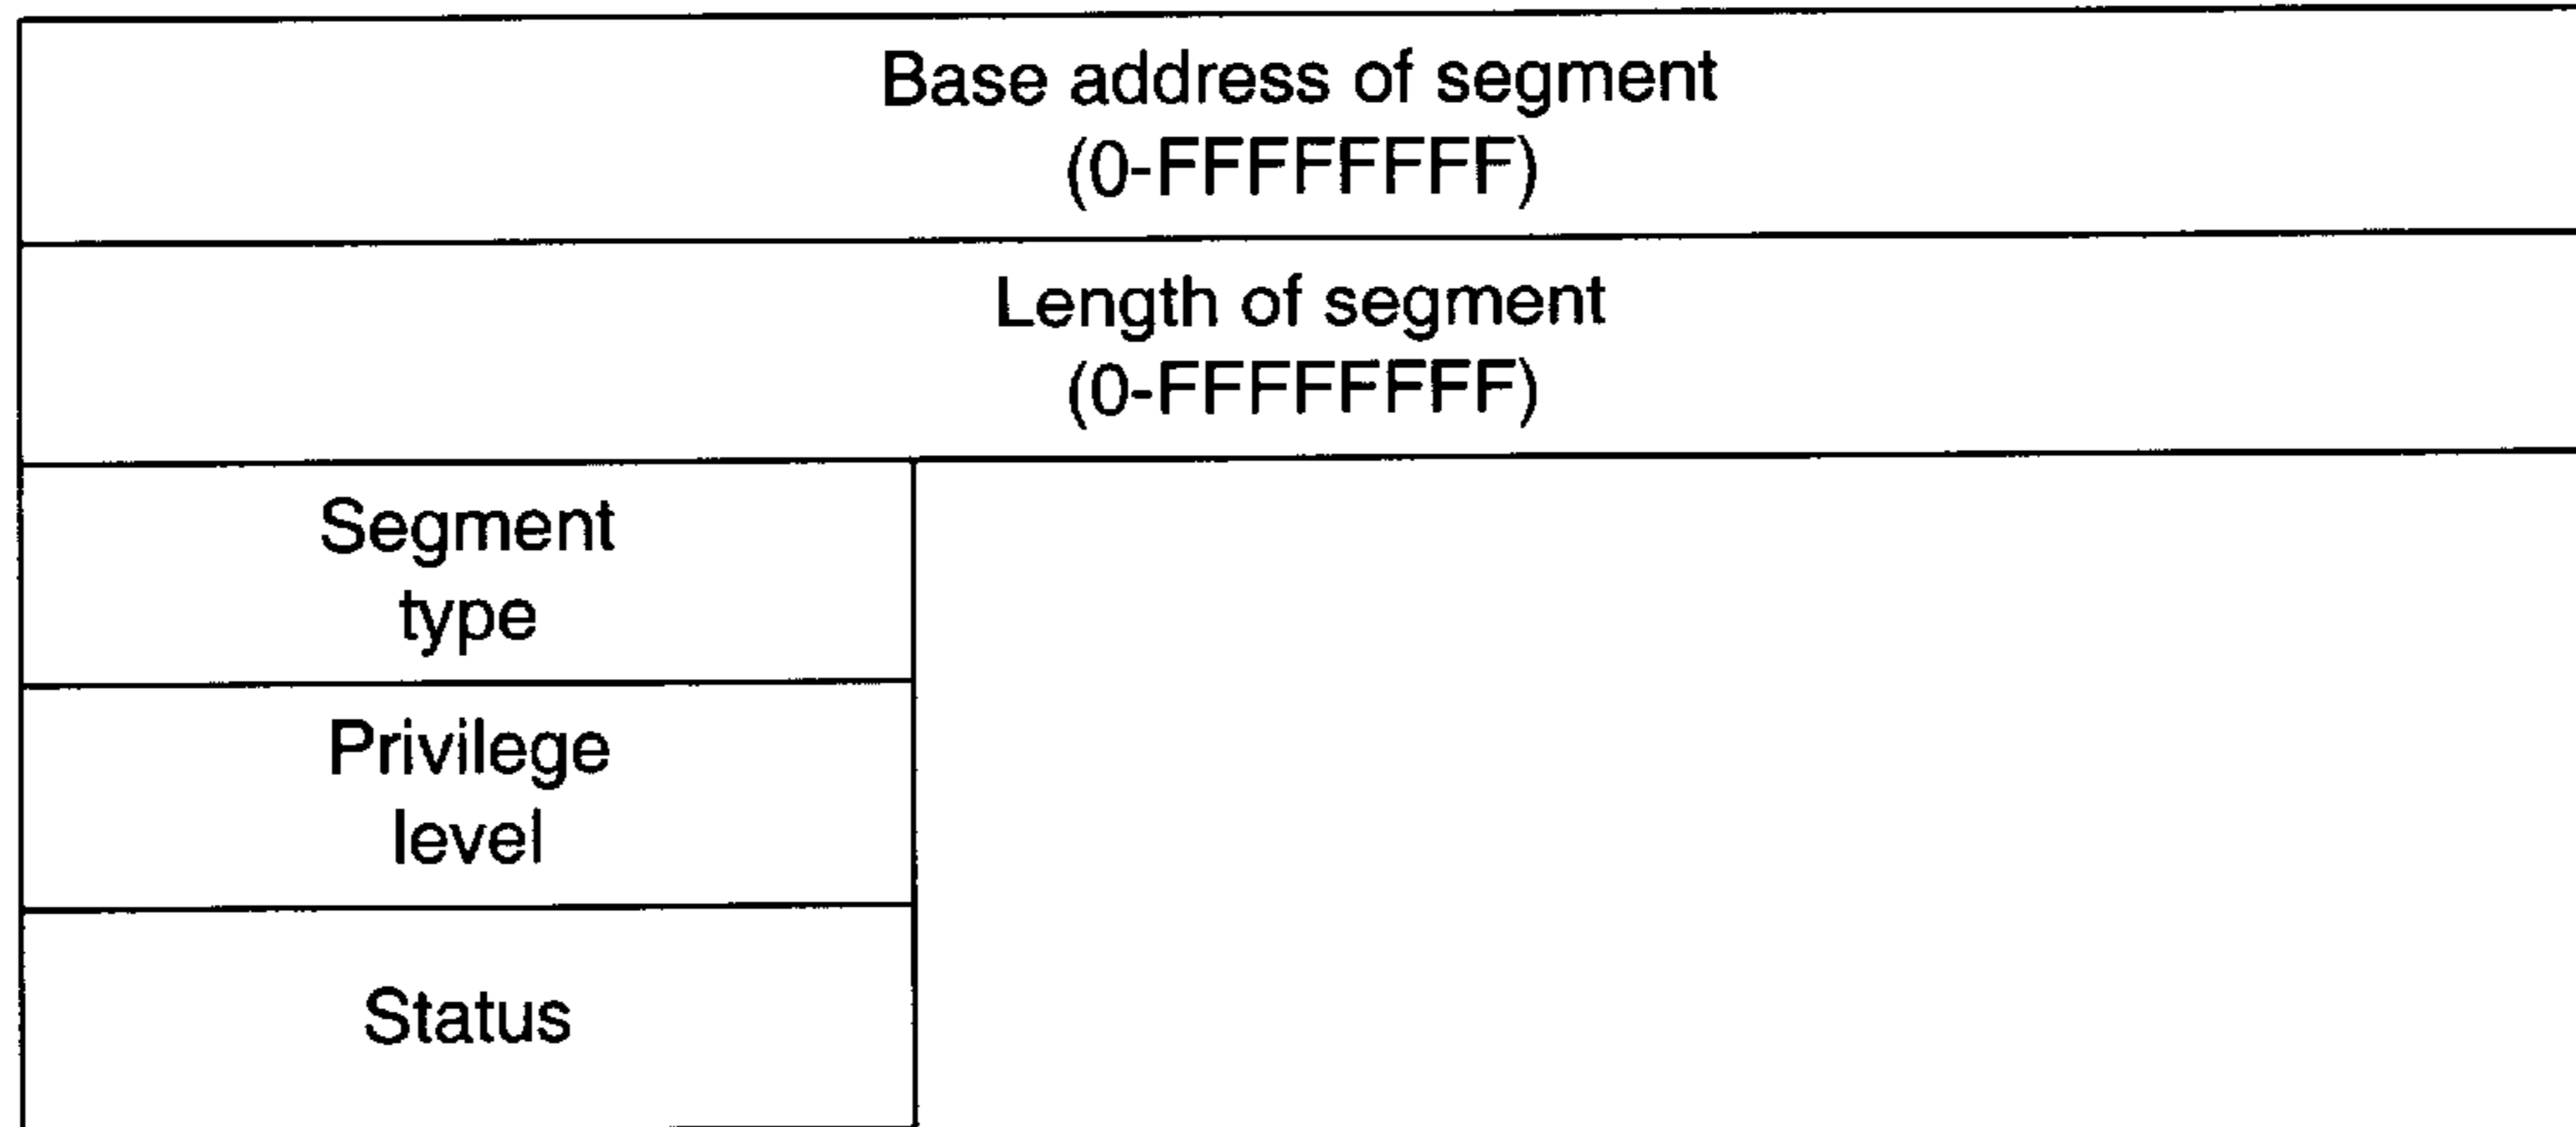 Base address of segment
(0-FFFFFFFF)
Length of segment
(0-FFFFFFFF)
Segment
type
Privilege
level
Status